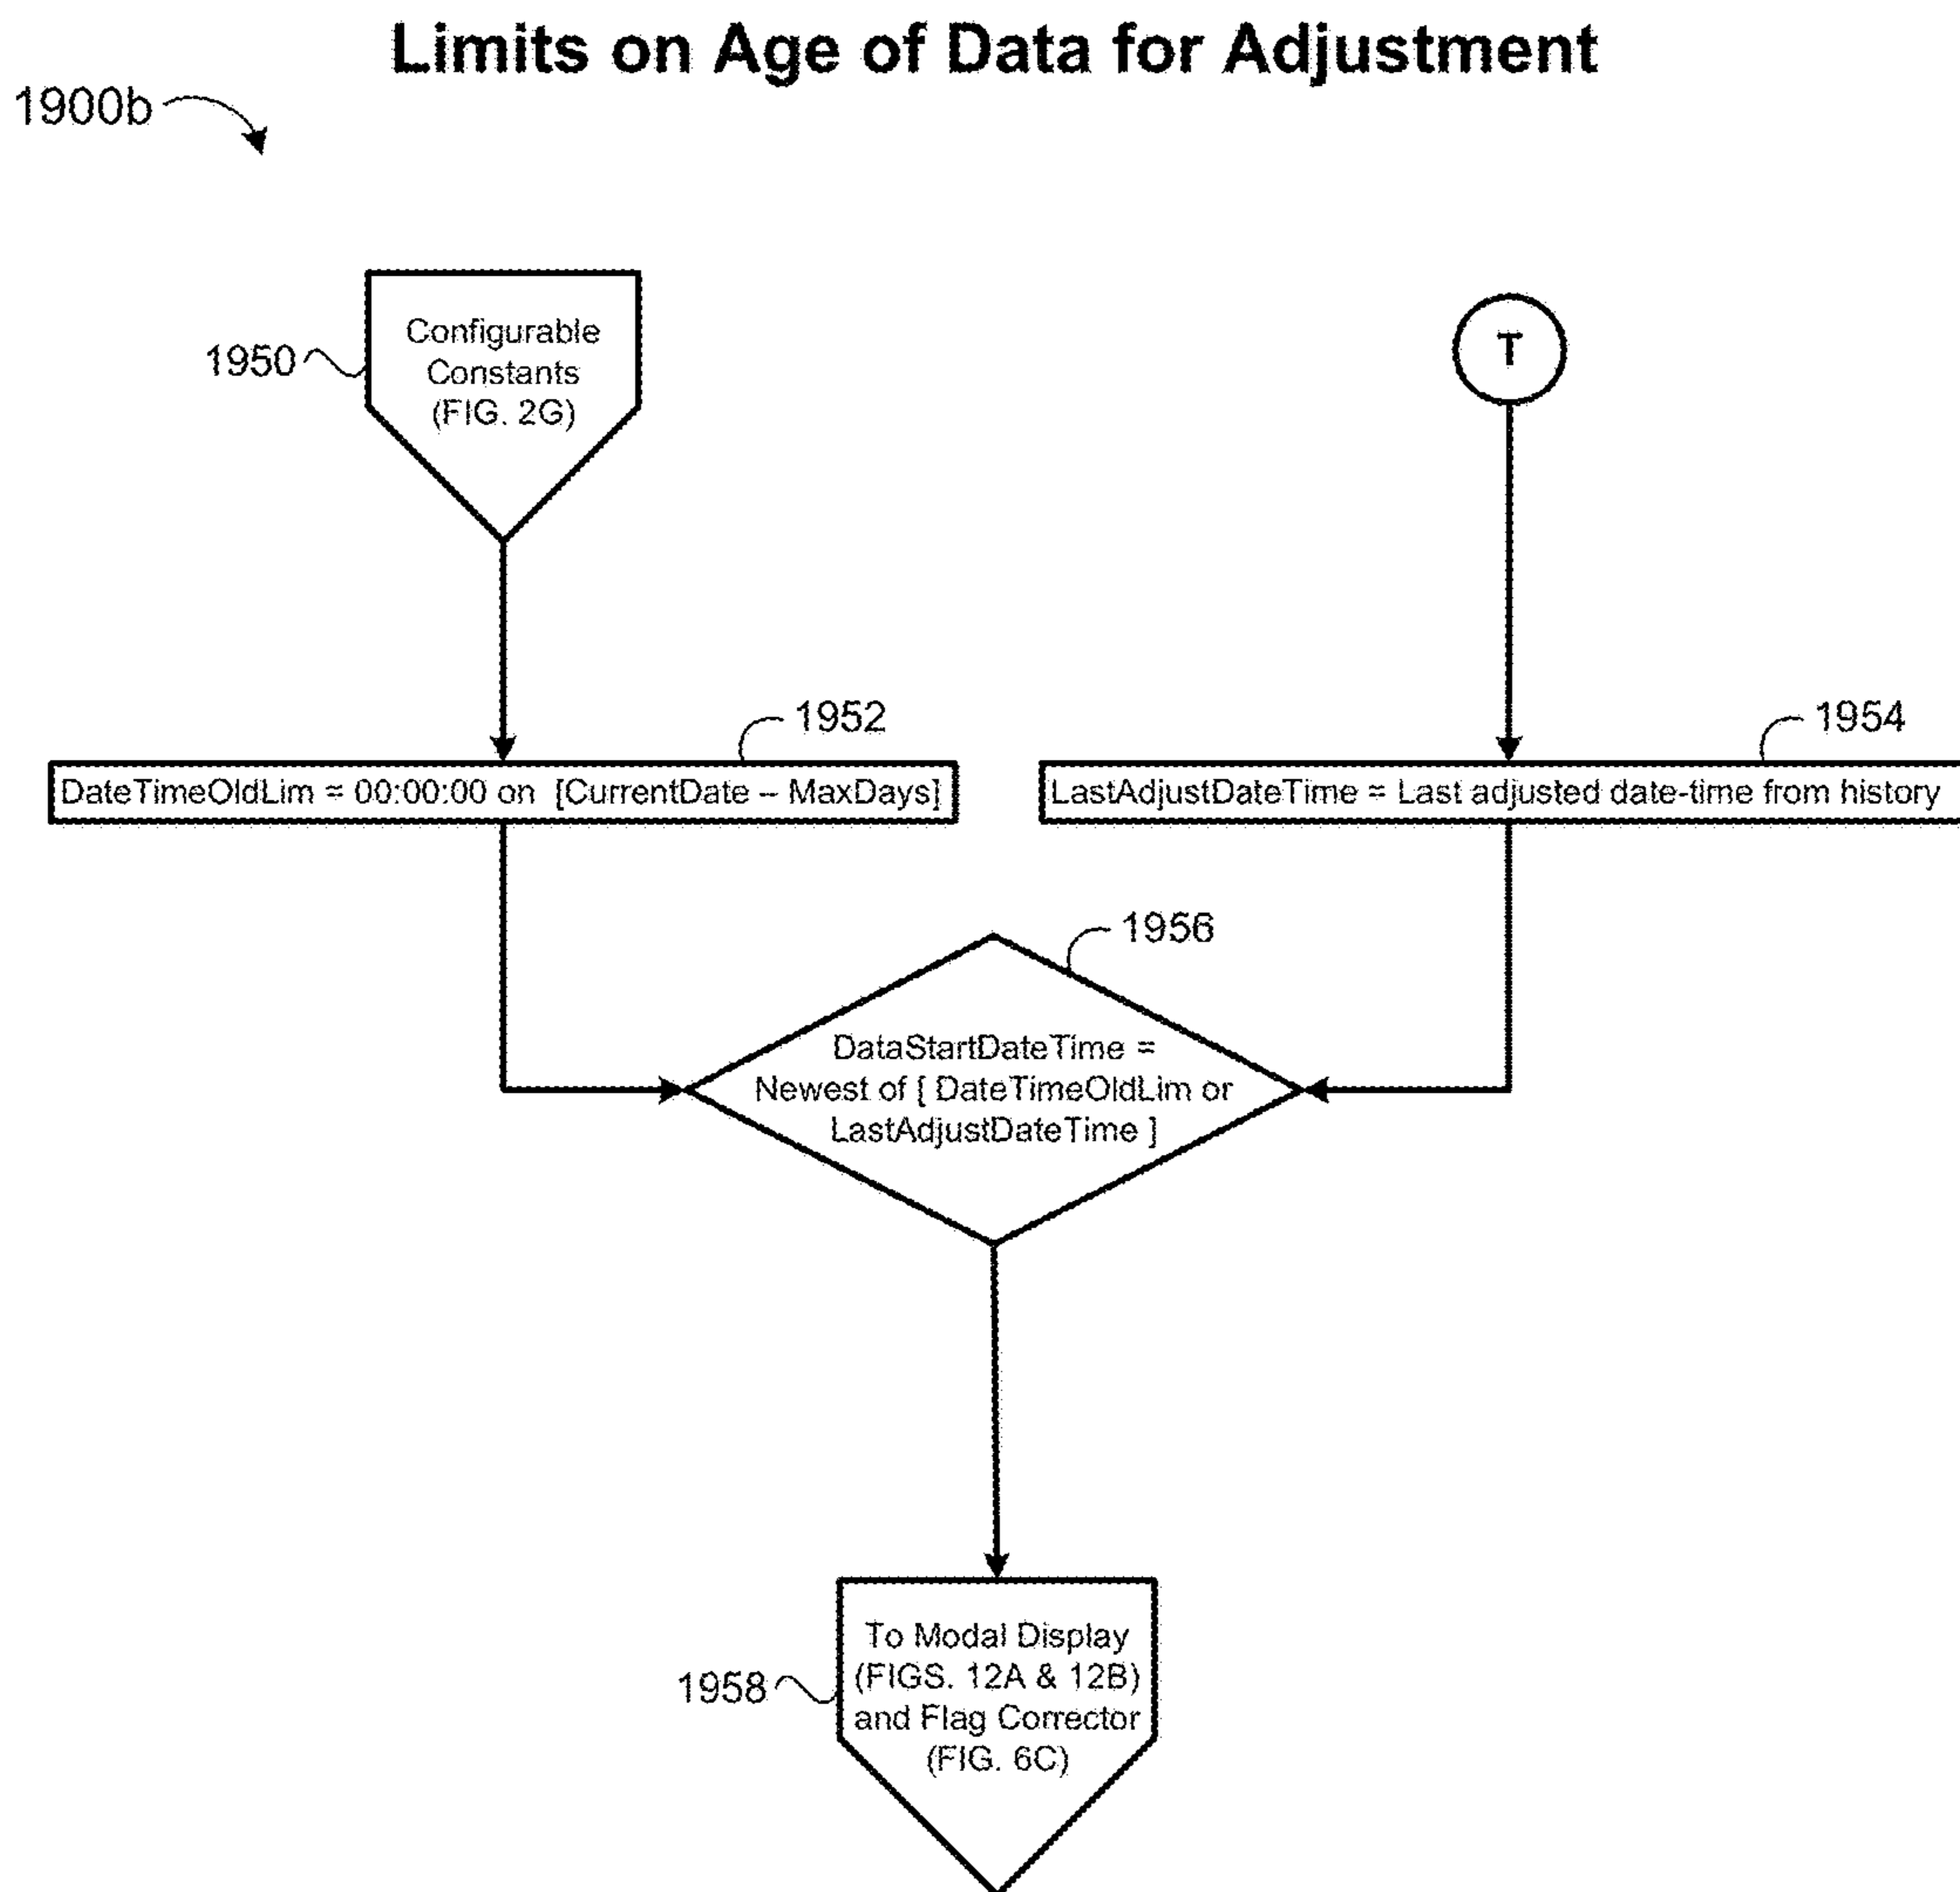 Limits on Age of Data for Adjustment
1900b
1950
Configurable
Constants
(FIG. 2G)
T
1952
1954
DateTimeOldLim = 00:00:00 on [CurrentDate – MaxDays]
LastAdjustDateTime = Last adjusted date-time from history
1956
DataStartDateTime =
Newest of [ DateTimeOldLim or
LastAdjustDateTime ]
1958
To Modal Display
(FIGS. 12A & 12B)
and Flag Corrector
(FIG. 6C)